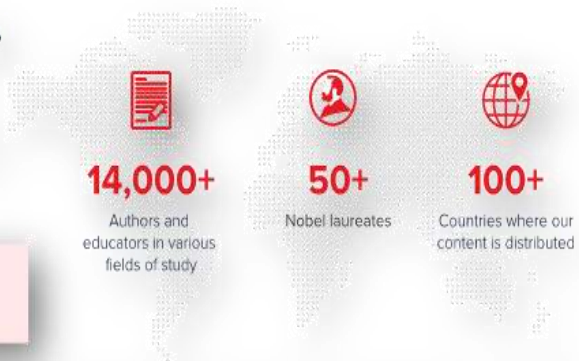 14,000+
Authors and
educators in various
fields of study
50+
Nobel laureates
100+
Countries where our
content is distributed